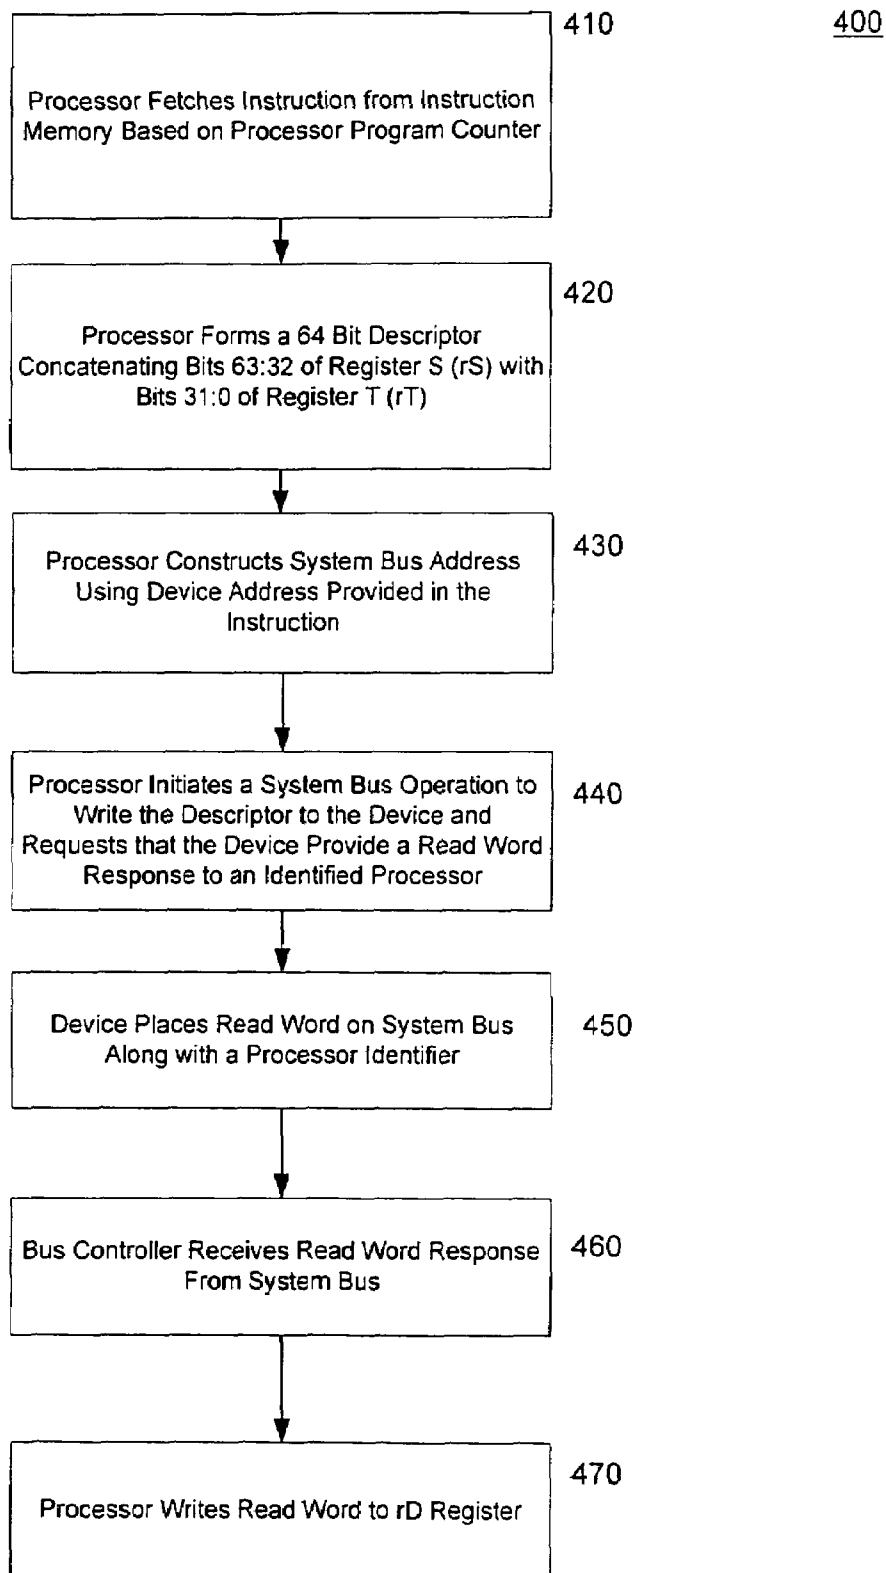 410
400
Processor Fetches Instruction from Instruction
Memory Based on Processor Program Counter
420
Processor Forms a 64 Bit Descriptor
Concatenating Bits 63:32 of Register S (rS) with
Bits 31:0 of Register T (rT)
430
Processor Constructs System Bus Address
Using Device Address Provided in the
Instruction
440
Processor Initiates a System Bus Operation to
Write the Descriptor to the Device and
Requests that the Device Provide a Read Word
Response to an Identified Processor
450
Device Places Read Word on System Bus
Along with a Processor Identifier
460
Bus Controller Receives Read Word Response
From System Bus
470
Processor Writes Read Word to rD Register